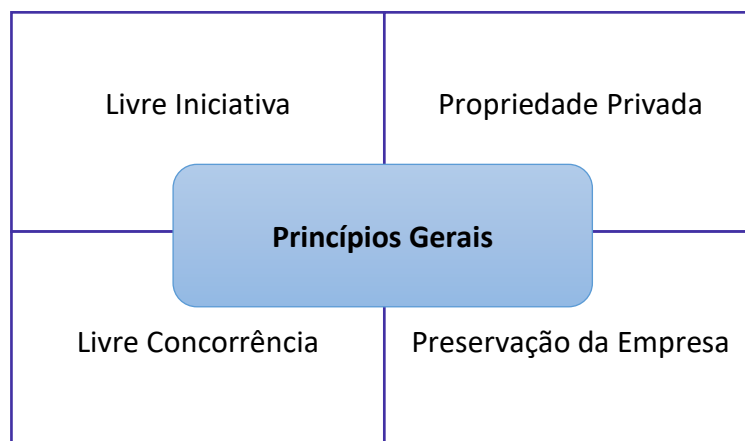 Livre Iniciativa
Propriedade Privada
Princípios Gerais
Livre Concorrência
Preservação da Empresa